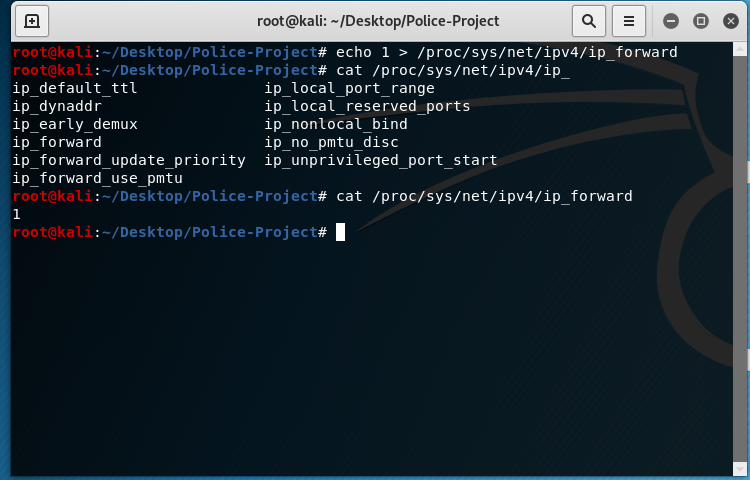 root@kali: ~/Desktop/Police-Project
root@kali:~/Desktop/Police-Project# echo 1 > /proc/sys/net/ipv4/ip_forward
root@kali:~/Desktop/Police-Project# cat /proc/sys/net/ipv4/ip_
ip_default_ttl ip_local_port_range
ip_dynaddr ip_local_reserved_ports
ip_early_demux ip_nonlocal_bind
ip_forward ip_no_pmtu_disc
ip_forward_update_priority ip_unprivileged_port_start
ip_forward_use_pmtu
root@kali:~/Desktop/Police-Project# cat /proc/sys/net/ipv4/ip_forward
1
root@kali:~/Desktop/Police-Project#